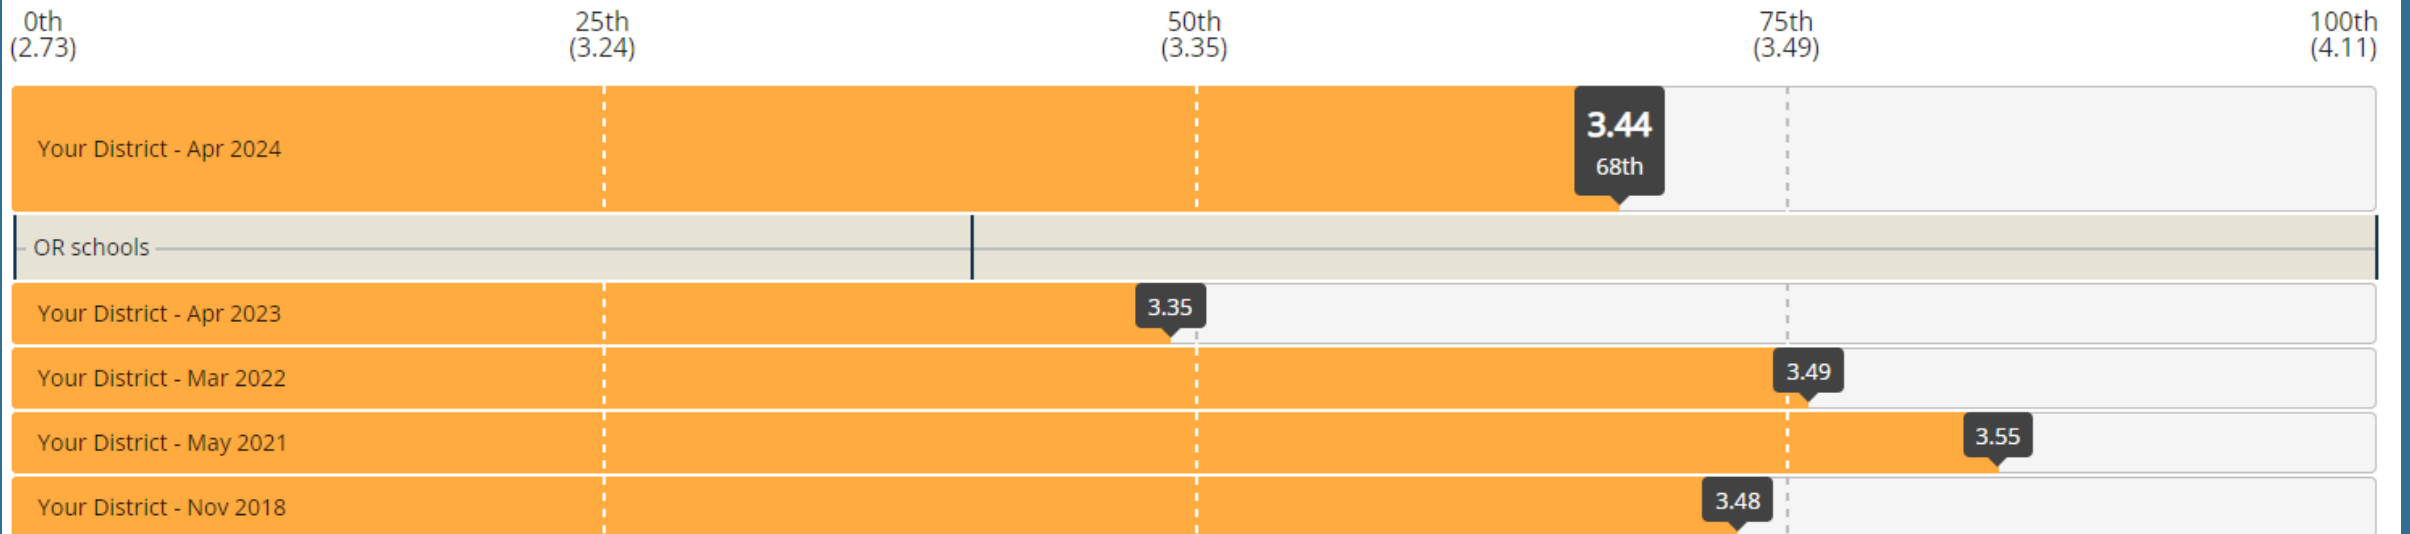 0th 25th 50th 75th 100th
(2.73) (3.24) (3.35) (3.49) (4.11)
3.44
Your District - Apr 2024
68th
OR schools
Your District - Apr 2023 3.35
Your District - Mar 2022 3.49
Your District - May 2021 3.55
Your District - Nov 2018 3.48